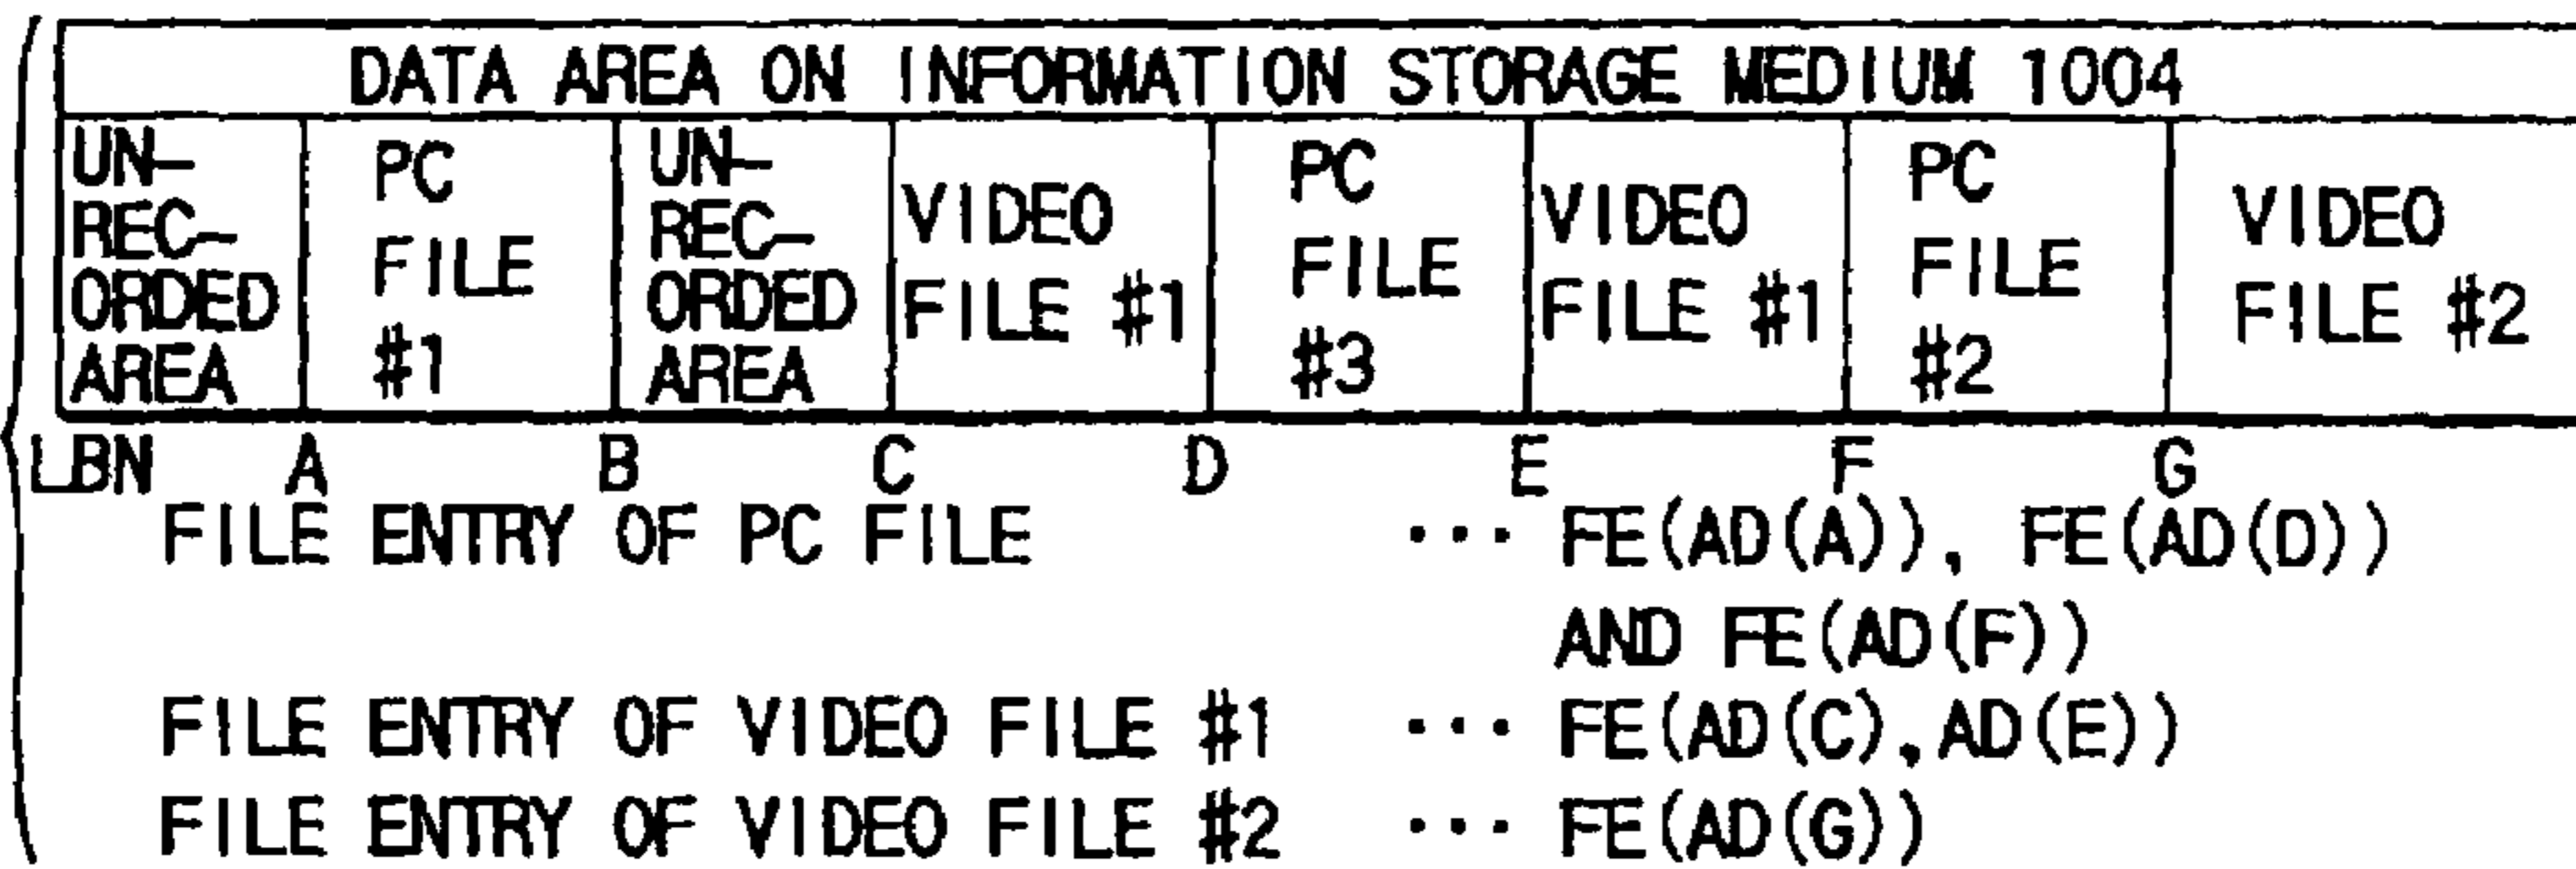 DATA AREA ON INFORMATION STORAGE MEDIUM 1004
UN-
REC-
ORDED
AREA
PC
FILE
#1
UN-
REC-
ORDED
AREA
VIDEO
FILE #1
PC
FILE
#3
VIDEO
FILE #1
PC
FILE
#2
VIDEO
FILE #2
LBN A B C D E F G
FILE ENTRY OF PC FILE ··· FE(AD(A)), FE(AD(D))
AND FE(AD(F))
FILE ENTRY OF VIDEO FILE #1 ··· FE(AD(C),AD(E))
FILE ENTRY OF VIDEO FILE #2 ··· FE(AD(G))